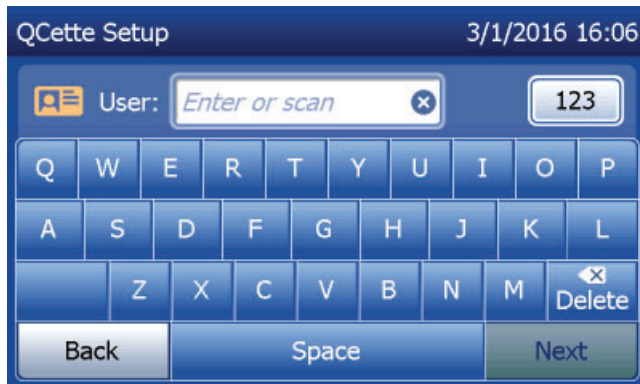 QCette Setup 3/1/2016 16:06
User: Enter or scan 123
Q W E R T Y U I O P
A S D F G H J K L
Z X C V B N M Delete
Back Space Next